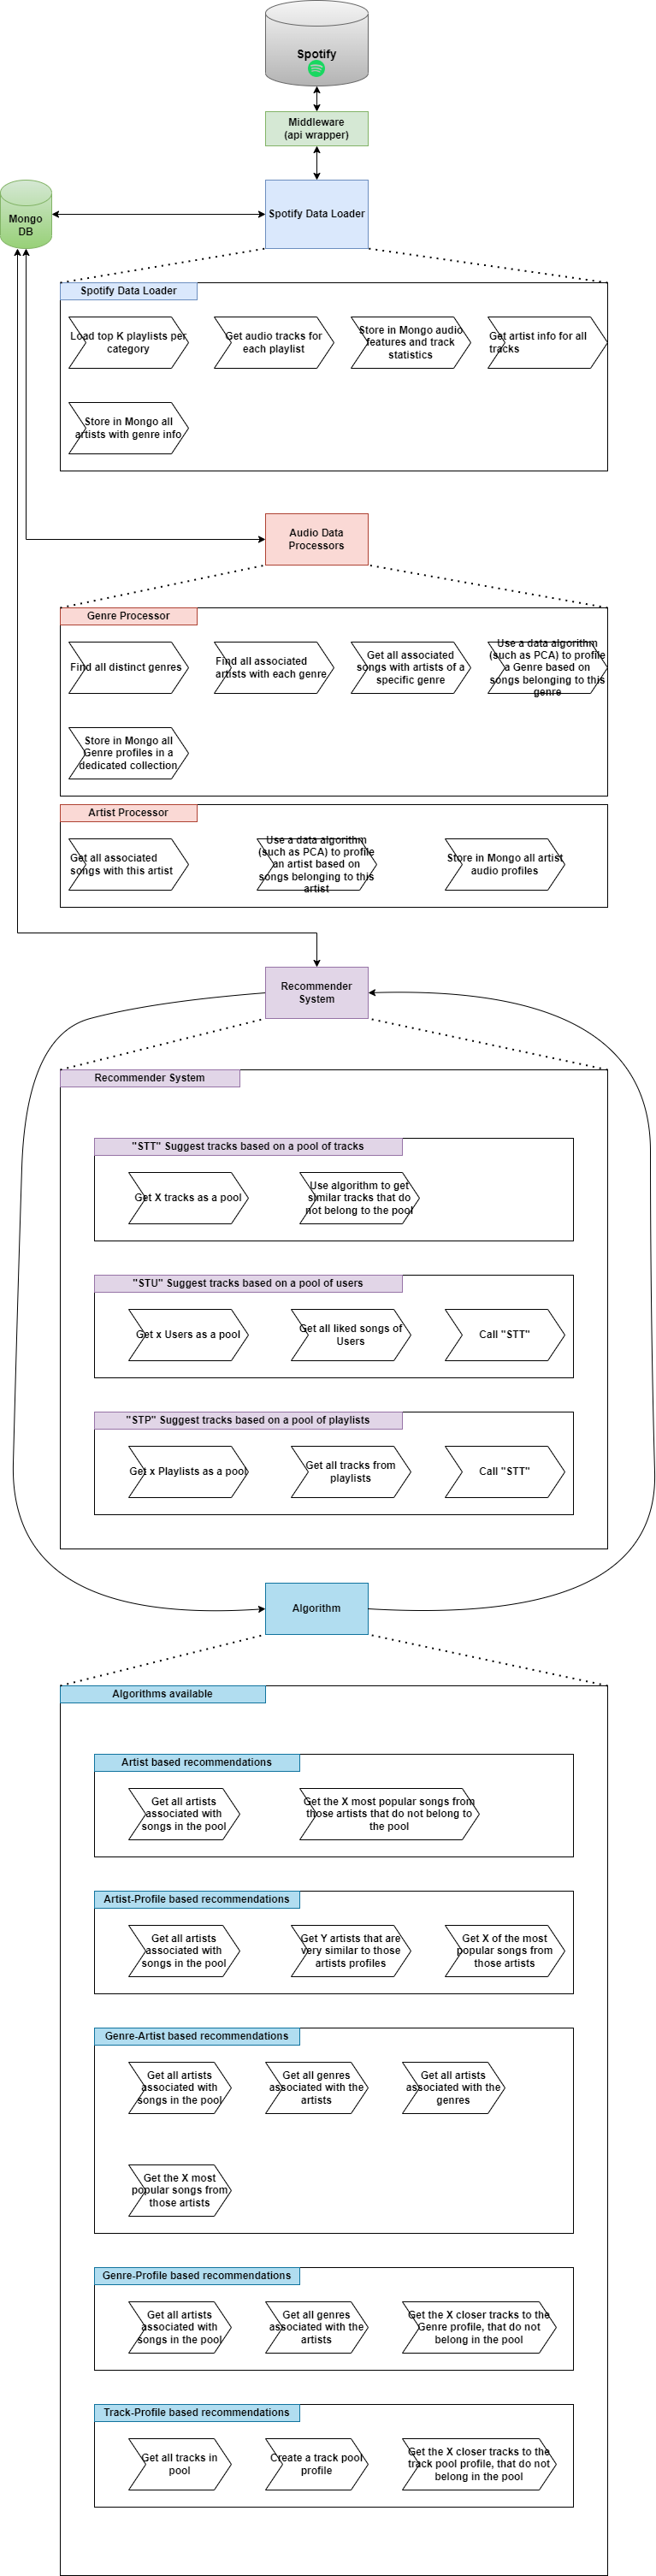 Spotify
Middleware
(api wrapper)
Spotify Data Loader
Mongo
DB
Spotify Data Loader
Load top K playlists per
category
Get audio tracks for
each playlist
Store in Mongo audio
features and track
statistics
Get artist info for all
tracks
Store in Mongo all
artists with genre info
Audio Data
Processors
Genre Processor
Find all distinct genres
Find all associated
artists with each genre
Get all associated
songs with artists of a
specific genre
Use a data algorithm
(such as PCA) to profile
a Genre based on
songs belonging to this
genre
Store in Mongo all
Genre profiles in a
dedicated collection
Artist Processor
Get all associated
songs with this artist
Use a data algorithm
(such as PCA) to profile
an artist based on
songs belonging to this
artist
Store in Mongo all artist
audio profiles
Recommender
System
Recommender System
"STT" Suggest tracks based on a pool of tracks
Get X tracks as a pool
Use algorithm to get
similar tracks that do
not belong to the pool
"STU" Suggest tracks based on a pool of users
Get x Users as a pool
Get all liked songs of
Users
Call "STT"
"STP" Suggest tracks based on a pool of playlists
Get x Playlists as a pool
Get all tracks from
playlists
Call "STT"
Algorithm
Algorithms available
Artist based recommendations
Get all artists
associated with
songs in the pool
Get the X most popular songs from
those artists that do not belong to
the pool
Artist-Profile based recommendations
Get all artists
associated with
songs in the pool
Get Y artists that are
very similar to those
artists profiles
Get X of the most
popular songs from
those artists
Genre-Artist based recommendations
Get all artists
associated with
songs in the pool
Get all genres
associated with the
artists
Get all artists
associated with the
genres
Get the X most
popular songs from
those artists
Genre-Profile based recommendations
Get all artists
associated with
songs in the pool
Get all genres
associated with the
artists
Get the X closer tracks to the
Genre profile, that do not
belong in the pool
Track-Profile based recommendations
Get all tracks in
pool
Create a track pool
profile
Get the X closer tracks to the
track pool profile, that do not
belong in the pool